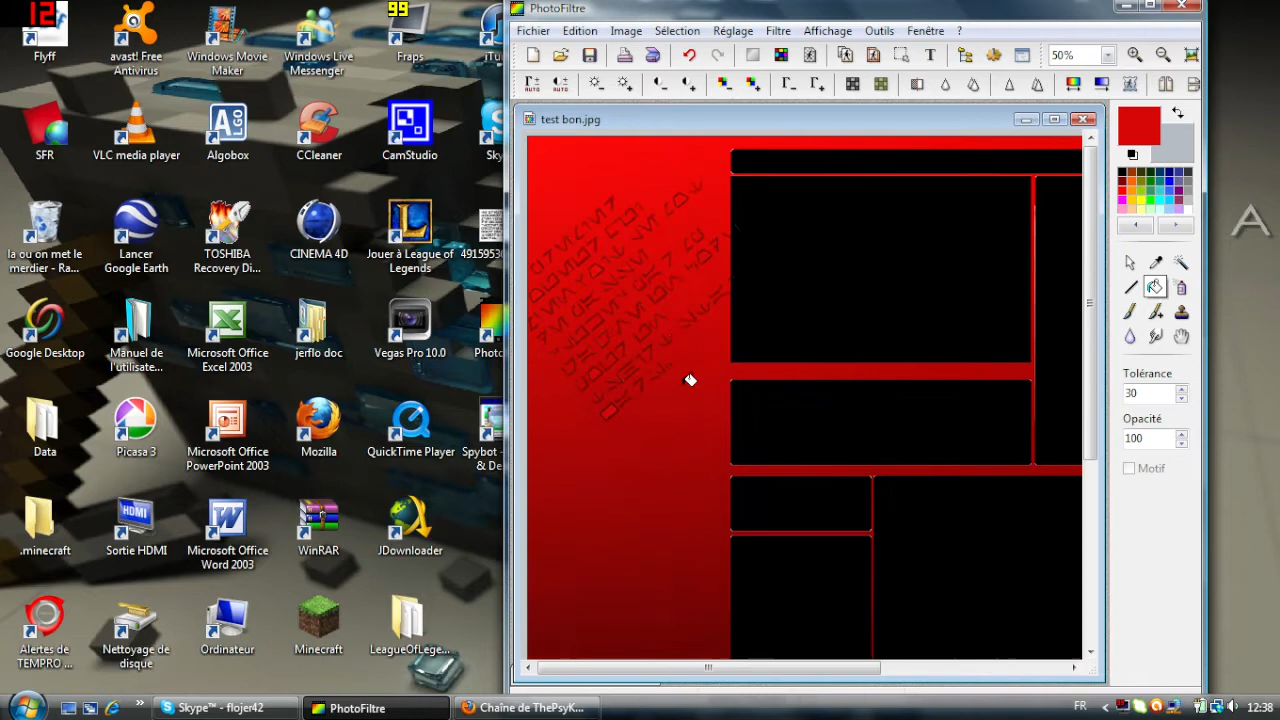 12
99
Flyff
avast! Free Antivirus
Windows Movie Maker
Windows Live Messenger
Fraps
SFR
VLC media player
Algobox
CCleaner
CamStudio
la ou on met le merdier - Ra...
Lancer Google Earth
TOSHIBA Recovery Di...
CINEMA 4D
Jouer à League of Legends
Google Desktop
Manuel de l'utilisate...
Microsoft Office Excel 2003
jerflo doc
Vegas Pro 10.0
Data
Picasa 3
Microsoft Office PowerPoint 2003
Mozilla
QuickTime Player
Spybot - & De
.minecraft
Sortie HDMI
Microsoft Office Word 2003
WinRAR
JDownloader
Alertes de TEMPRO ...
Nettoyage de disque
Ordinateur
Minecraft
LeagueOfLege...
PhotoFiltre
Fichier Edition Image Sélection Réglage Filtre Affichage Outils Fenêtre ?
50%
test bon.jpg
Tolérance
30
Opacité
100
Motif
A
Skype™ - flojer42
PhotoFiltre
Chaîne de ThePsyK...
FR
12:38